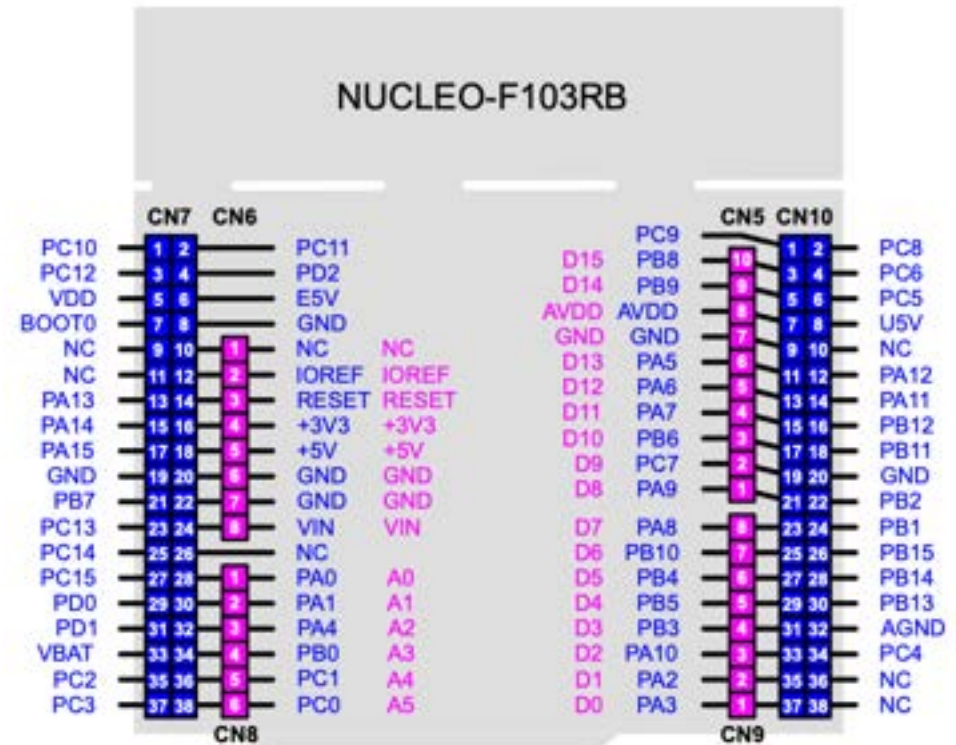 NUCLEO-F103RB
CN7 CN6 CN5 CN10
PC9
PC10 1 2 PC11 1 2 PC8
PC12 3 4 PD2 D15 PB8 10 3 4 PC6
VDD 5 6 E5V D14 PB9 9 5 6 PC5
BOOT0 7 8 GND AVDD AVDD 8 7 8 U5V
NC 9 10 1 NC NC GND GND 7 9 10 NC
NC 11 12 2 IOREF IOREF D13 PA5 6 11 12 PA12
PA13 13 14 3 RESET RESET D12 PA6 5 13 14 PA11
PA14 15 16 4 +3V3 +3V3 D11 PA7 4 15 16 PB12
PA15 17 18 5 +5V +5V D10 PB6 3 17 18 PB11
GND 19 20 6 GND GND D9 PC7 2 19 20 GND
PB7 21 22 7 GND GND D8 PA9 1 21 22 PB2
PC13 23 24 8 VIN VIN D7 PA8 8 23 24 PB1
PC14 25 26 NC D6 PB10 7 25 26 PB15
PC15 27 28 1 PA0 A0 D5 PB4 6 27 28 PB14
PD0 29 30 2 PA1 A1 D4 PB5 5 29 30 PB13
PD1 31 32 3 PA4 A2 D3 PB3 4 31 32 AGND
VBAT 33 34 4 PB0 A3 D2 PA10 3 33 34 PC4
PC2 35 36 5 PC1 A4 D1 PA2 2 35 36 NC
PC3 37 38 6 PC0 A5 D0 PA3 1 37 38 NC
CN8 CN9